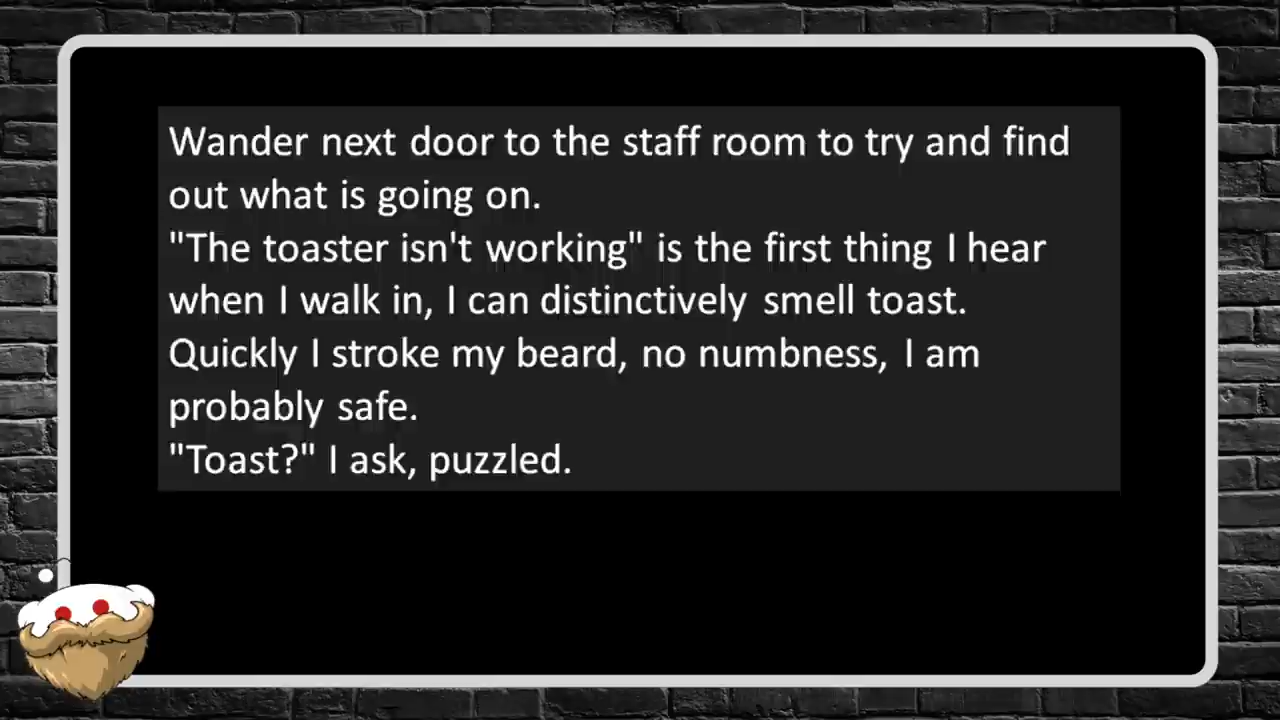 Wander next door to the staff room to try and find
out what is going on.
"The toaster isn't working" is the first thing I hear
when I walk in, I can distinctively smell toast.
Quickly I stroke my beard, no numbness, I am
probably safe.
"Toast?" I ask, puzzled.